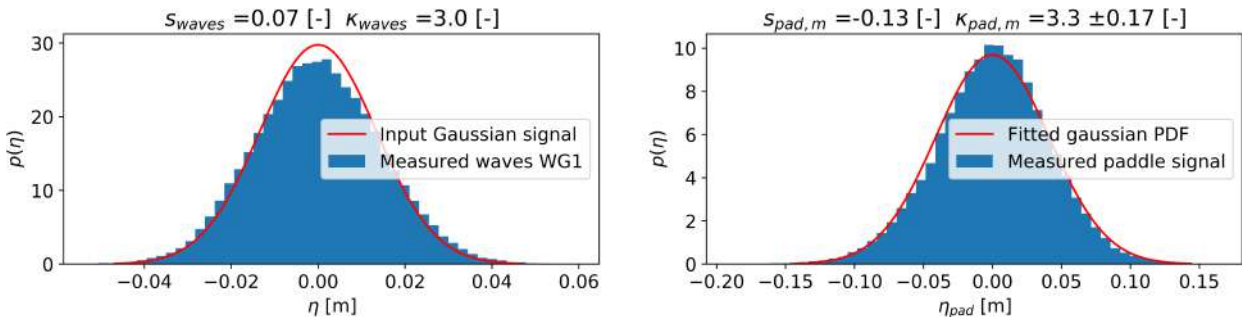 s_waves =0.07 [-] κ_waves =3.0 [-]
p(η)
30
20
10
0
Input Gaussian signal
Measured waves WG1
−0.04 −0.02 0.00 0.02 0.04 0.06
η [m]
s_pad, m =-0.13 [-] κ_pad, m =3.3 ±0.17 [-]
p(η)
10
8
6
4
2
0
Fitted gaussian PDF
Measured paddle signal
−0.20 −0.15 −0.10 −0.05 0.00 0.05 0.10 0.15
η_pad [m]